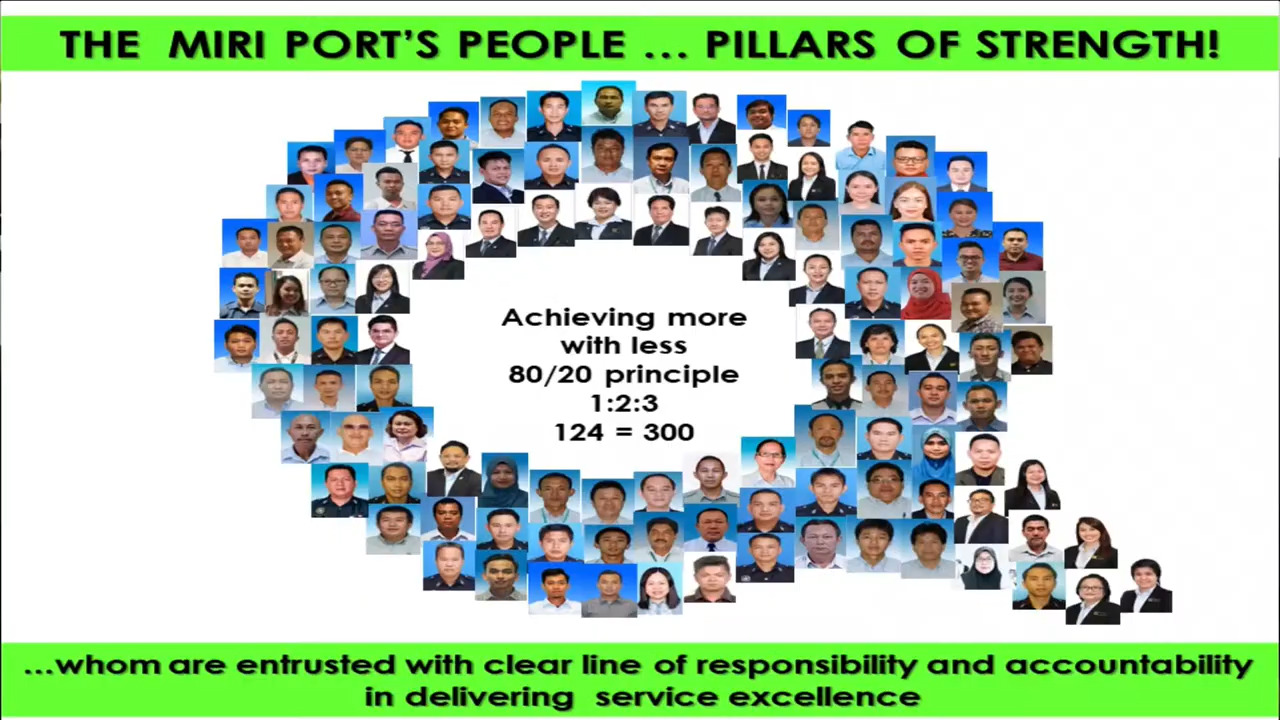 THE MIRI PORT'S PEOPLE ... PILLARS OF STRENGTH!
Achieving more
with less
80/20 principle
1:2:3
124 = 300
...whom are entrusted with clear line of responsibility and accountability
in delivering service excellence